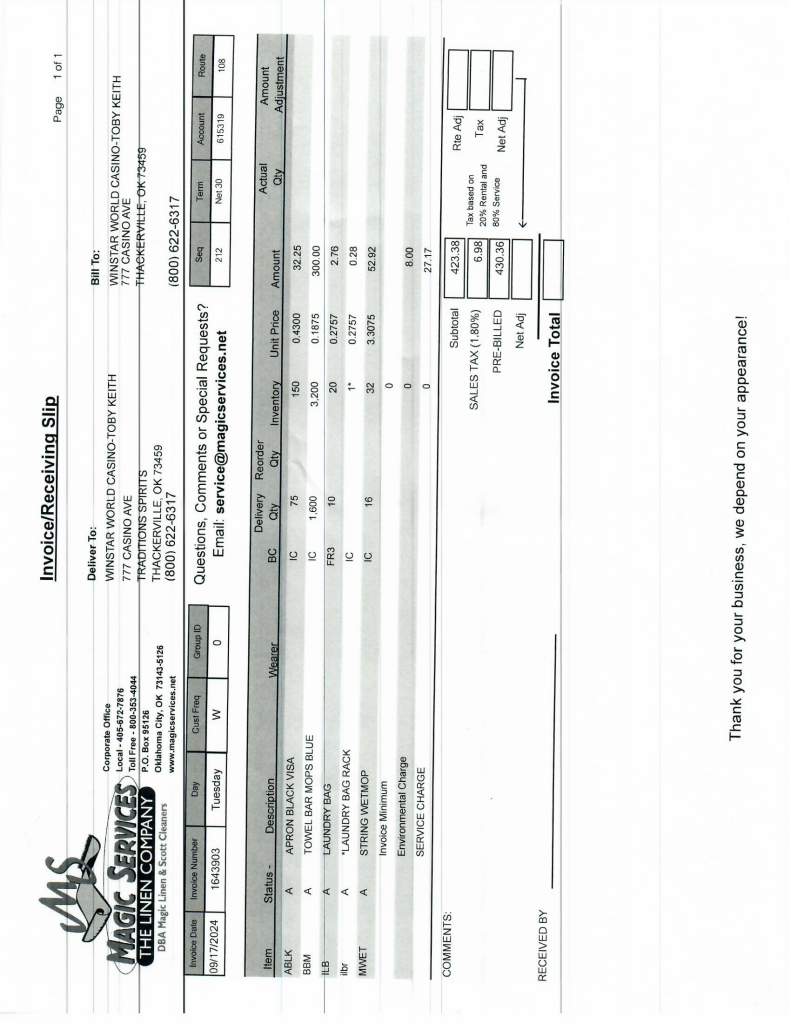 Invoice/Receiving Slip
Page 1 of 1
MS
MAGIC SERVICES
THE LINEN COMPANY
DBA Magic Linen & Scott Cleaners
Corporate Office
Local - 405-672-7876
Toll Free - 800-353-4044
P.O. Box 95126
Oklahoma City, OK 73143-5126
www.magicservices.net
Deliver To:
WINSTAR WORLD CASINO-TOBY KEITH
777 CASINO AVE
TRADITIONS SPIRITS
THACKERVILLE, OK 73459
(800) 622-6317
Bill To:
WINSTAR WORLD CASINO-TOBY KEITH
777 CASINO AVE
THACKERVILLE, OK 73459
(800) 622-6317
Invoice Date Invoice Number Day Cust Freq Group ID
09/17/2024 1643903 Tuesday W 0
Questions, Comments or Special Requests?
Email: service@magicservices.net
Seq Term Account Route
212 Net 30 615319 108
Item Status - Description Wearer BC Delivery Qty Reorder Qty Inventory Unit Price Amount Actual Qty Amount Adjustment
ABLK A APRON BLACK VISA IC 75 150 0.4300 32.25
BBM A TOWEL BAR MOPS BLUE IC 1,600 3,200 0.1875 300.00
ILB A LAUNDRY BAG FR3 10 20 0.2757 2.76
ilbr A *LAUNDRY BAG RACK IC 1* 0.2757 0.28
MWET A STRING WETMOP IC 16 32 3.3075 52.92
Invoice Minimum 0
Environmental Charge 0 8.00
SERVICE CHARGE 0 27.17
COMMENTS:
Subtotal 423.38
SALES TAX (1.80%) 6.98
PRE-BILLED 430.36
Net Adj
Tax based on
20% Rental and
80% Service
Rte Adj
Tax
Net Adj
RECEIVED BY
Invoice Total
Thank you for your business, we depend on your appearance!